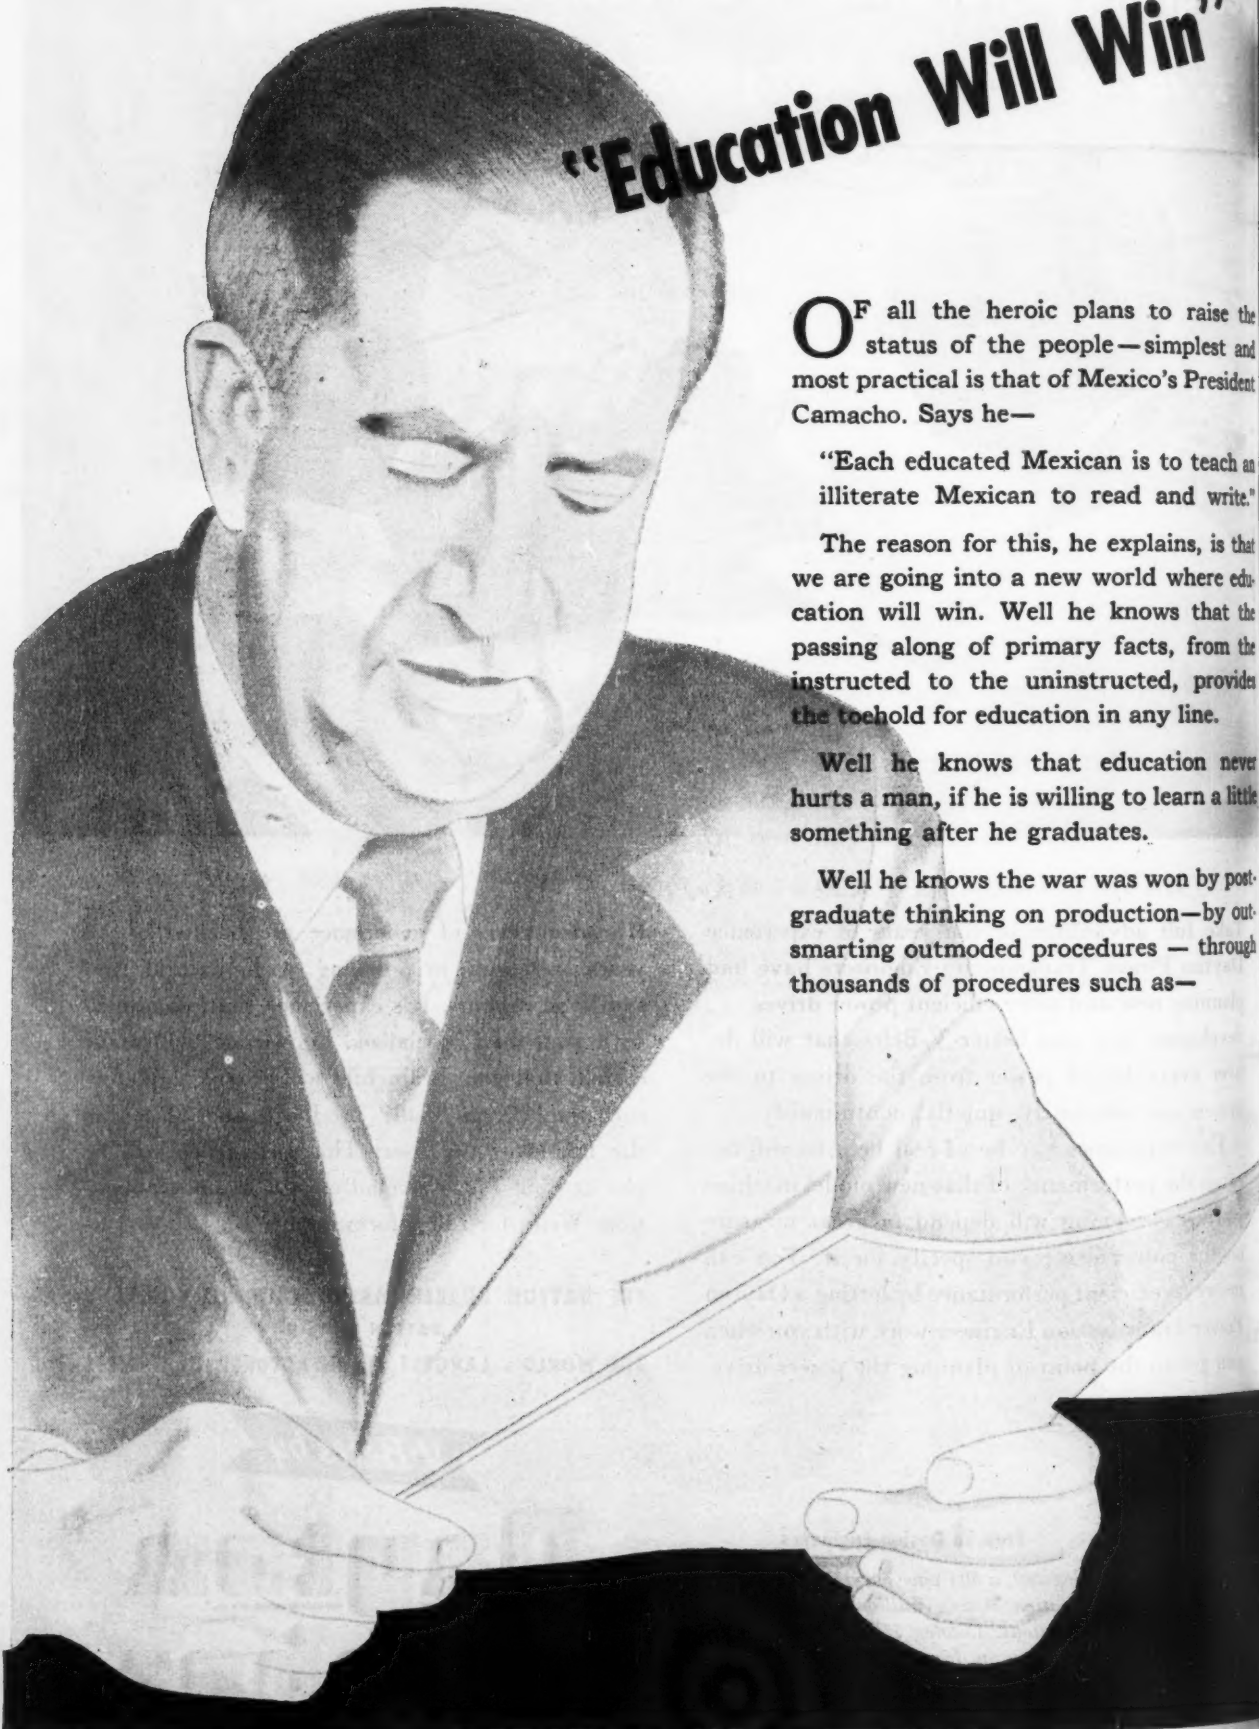 "Education Will Win"
OF all the heroic plans to raise the
status of the people—simplest and
most practical is that of Mexico's President
Camacho. Says he—
"Each educated Mexican is to teach an
illiterate Mexican to read and write."
The reason for this, he explains, is that
we are going into a new world where edu-
cation will win. Well he knows that the
passing along of primary facts, from the
instructed to the uninstructed, provides
the toehold for education in any line.
Well he knows that education never
hurts a man, if he is willing to learn a little
something after he graduates.
Well he knows the war was won by post-
graduate thinking on production—by out-
smarting outmoded procedures — through
thousands of procedures such as—